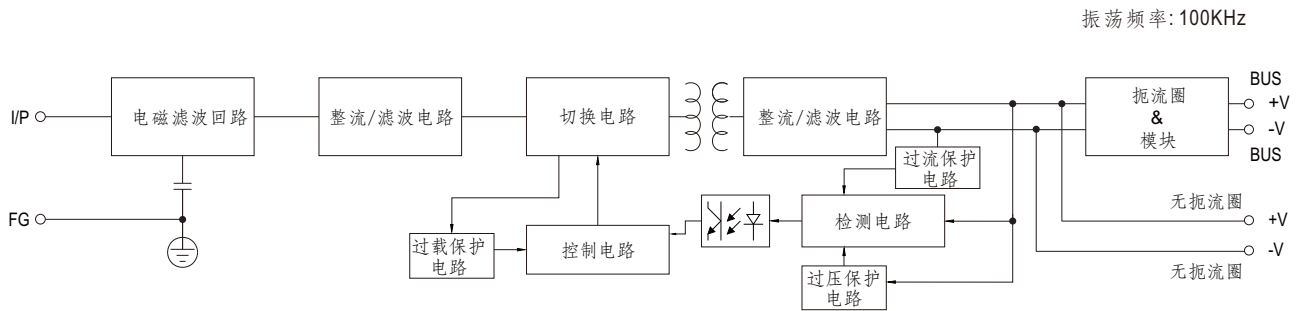 振荡频率: 100KHz
BUS
I/P
电磁滤波回路
整流/滤波电路
切换电路
整流/滤波电路
扼流圈
&
模块
+V
-V
BUS
过流保护
电路
FG
过载保护
电路
控制电路
检测电路
过压保护
电路
无扼流圈
+V
-V
无扼流圈